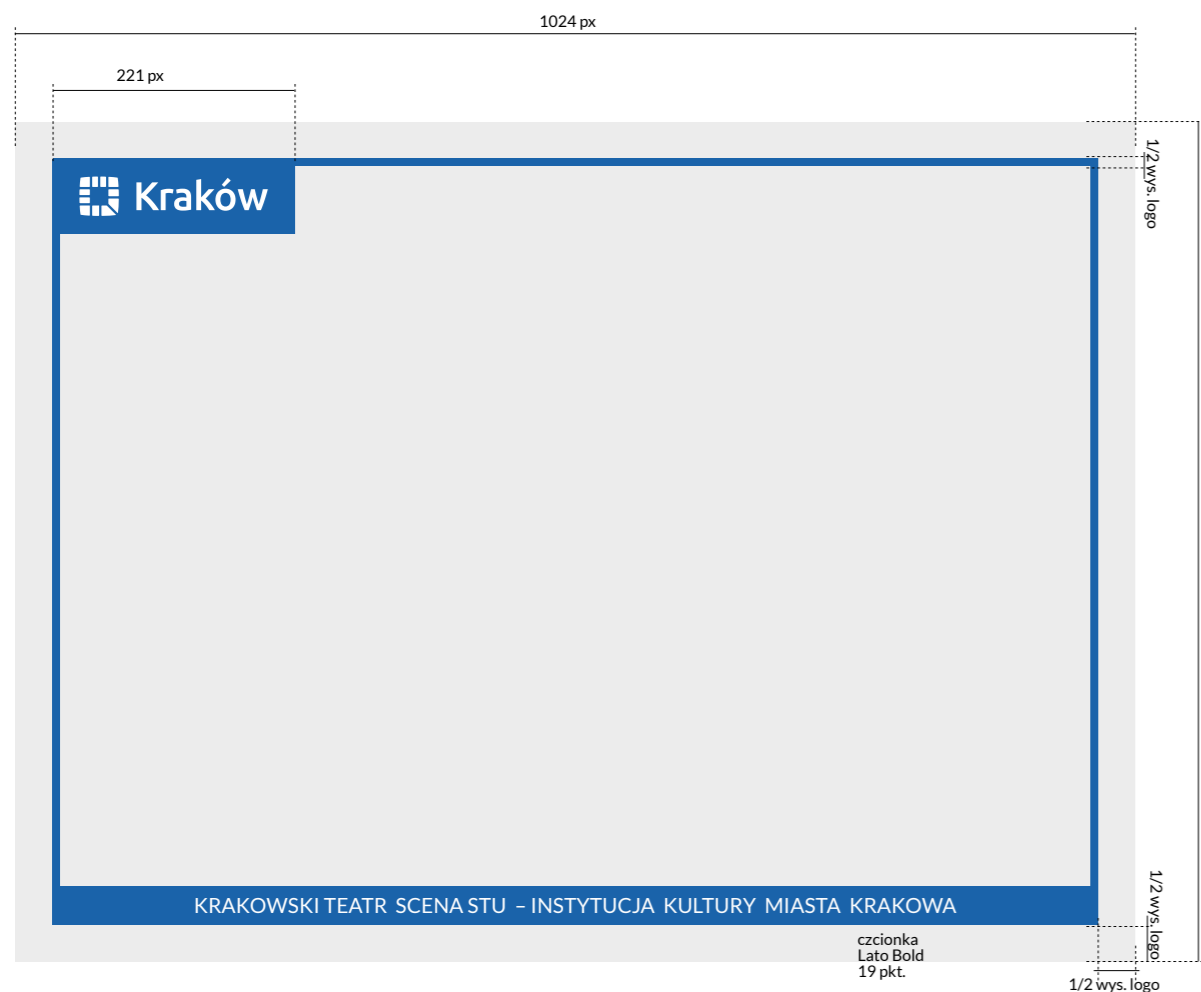 1024 px
221 px
1/2 wys. logo
Kraków
KRAKOWSKI TEATR SCENA STU – INSTYTUCJA KULTURY MIASTA KRAKOWA
1/2 wys. logo
czcionka
Lato Bold
19 pkt.
1/2 wys. logo